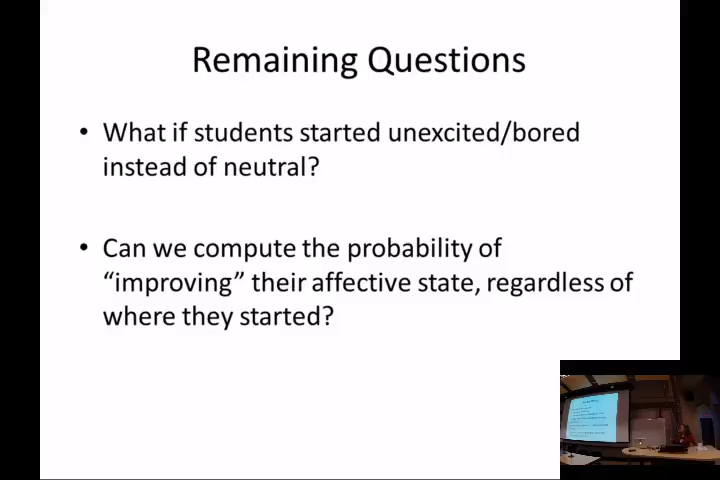 Remaining Questions
• What if students started unexcited/bored
instead of neutral?
• Can we compute the probability of
“improving” their affective state, regardless of
where they started?